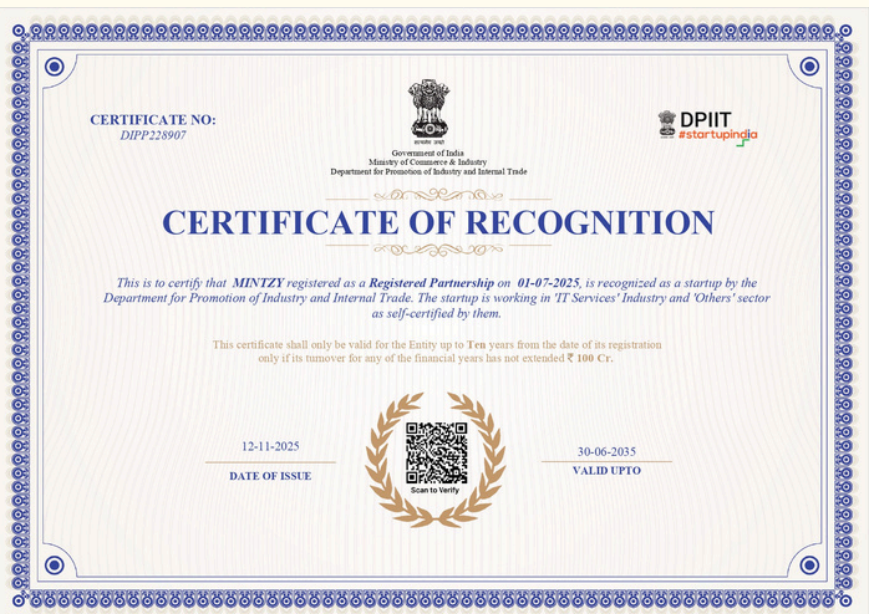 CERTIFICATE NO:
DIPP228907
सत्यमेव जयते
Government of India
Ministry of Commerce & Industry
Department for Promotion of Industry and Internal Trade
DPIIT
#startupindia
CERTIFICATE OF RECOGNITION
This is to certify that MINTZY registered as a Registered Partnership on 01-07-2025, is recognized as a startup by the
Department for Promotion of Industry and Internal Trade. The startup is working in 'IT Services' Industry and 'Others' sector
as self-certified by them.
This certificate shall only be valid for the Entity up to Ten years from the date of its registration
only if its turnover for any of the financial years has not extended ₹ 100 Cr.
12-11-2025
DATE OF ISSUE
Scan to Verify
30-06-2035
VALID UPTO